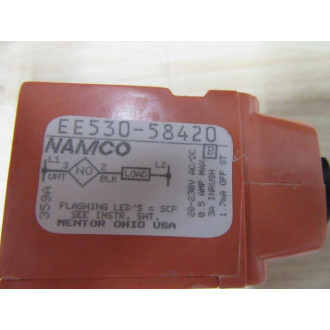 EE530-58420
NAMCO
L1 3 NO 2 LOAD L2
WHT BLK
FLASHING LED'S = SCP
SEE INSTR. SHT.
MENTOR OHIO USA
359A
20-230V AC/DC
0.5 AMP MAX
3A INRUSH
1.7mA OFF ST